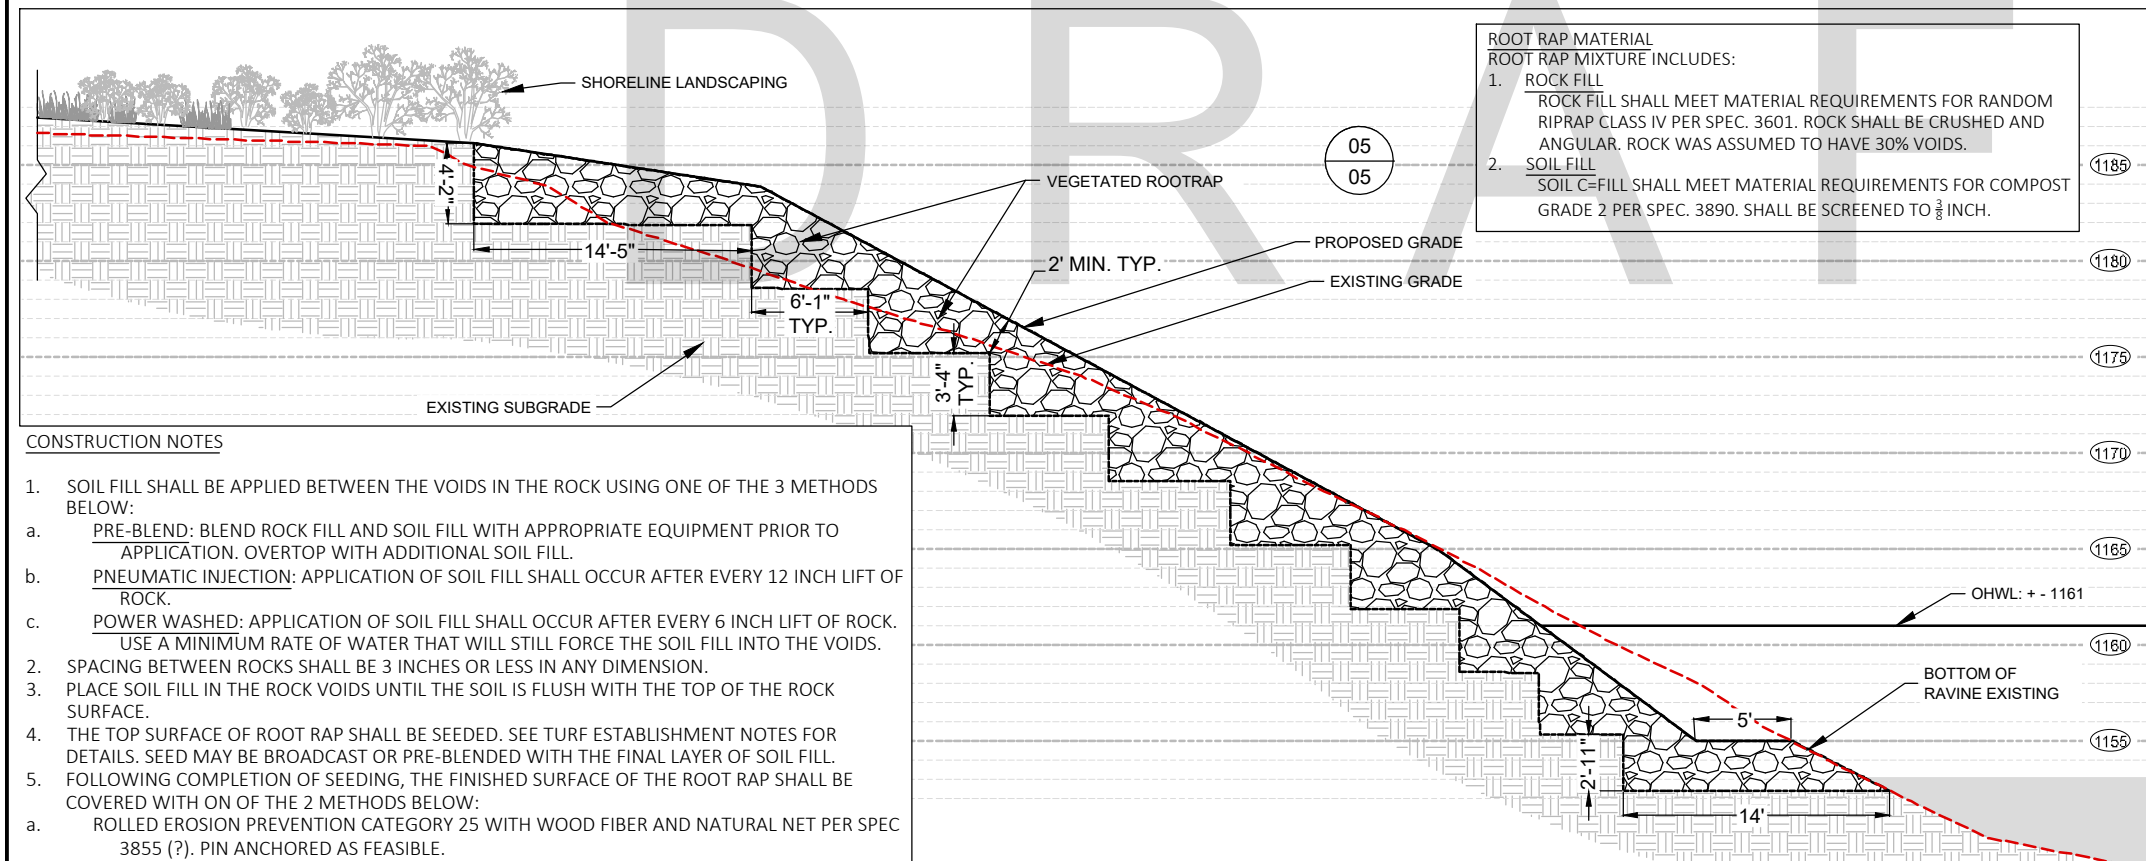 D R A F
SHORELINE LANDSCAPING
ROOT RAP MATERIAL
ROOT RAP MIXTURE INCLUDES:
1. ROCK FILL
ROCK FILL SHALL MEET MATERIAL REQUIREMENTS FOR RANDOM
RIPRAP CLASS IV PER SPEC. 3601. ROCK SHALL BE CRUSHED AND
ANGULAR. ROCK WAS ASSUMED TO HAVE 30% VOIDS.
2. SOIL FILL
SOIL C=FILL SHALL MEET MATERIAL REQUIREMENTS FOR COMPOST
GRADE 2 PER SPEC. 3890. SHALL BE SCREENED TO 3/8 INCH.
05
05
1185
4'-2"
VEGETATED ROOTRAP
14'-5"
PROPOSED GRADE
2' MIN. TYP.
1180
EXISTING GRADE
6'-1"
TYP.
3'-4"
TYP.
1175
EXISTING SUBGRADE
1170
1165
OHWL: + - 1161
1160
BOTTOM OF
RAVINE EXISTING
5'
1155
2'-11"
14'
CONSTRUCTION NOTES
1. SOIL FILL SHALL BE APPLIED BETWEEN THE VOIDS IN THE ROCK USING ONE OF THE 3 METHODS
BELOW:
a. PRE-BLEND: BLEND ROCK FILL AND SOIL FILL WITH APPROPRIATE EQUIPMENT PRIOR TO
APPLICATION. OVERTOP WITH ADDITIONAL SOIL FILL.
b. PNEUMATIC INJECTION: APPLICATION OF SOIL FILL SHALL OCCUR AFTER EVERY 12 INCH LIFT OF
ROCK.
c. POWER WASHED: APPLICATION OF SOIL FILL SHALL OCCUR AFTER EVERY 6 INCH LIFT OF ROCK.
USE A MINIMUM RATE OF WATER THAT WILL STILL FORCE THE SOIL FILL INTO THE VOIDS.
2. SPACING BETWEEN ROCKS SHALL BE 3 INCHES OR LESS IN ANY DIMENSION.
3. PLACE SOIL FILL IN THE ROCK VOIDS UNTIL THE SOIL IS FLUSH WITH THE TOP OF THE ROCK
SURFACE.
4. THE TOP SURFACE OF ROOT RAP SHALL BE SEEDED. SEE TURF ESTABLISHMENT NOTES FOR
DETAILS. SEED MAY BE BROADCAST OR PRE-BLENDED WITH THE FINAL LAYER OF SOIL FILL.
5. FOLLOWING COMPLETION OF SEEDING, THE FINISHED SURFACE OF THE ROOT RAP SHALL BE
COVERED WITH ON OF THE 2 METHODS BELOW:
a. ROLLED EROSION PREVENTION CATEGORY 25 WITH WOOD FIBER AND NATURAL NET PER SPEC
3855 (?). PIN ANCHORED AS FEASIBLE.